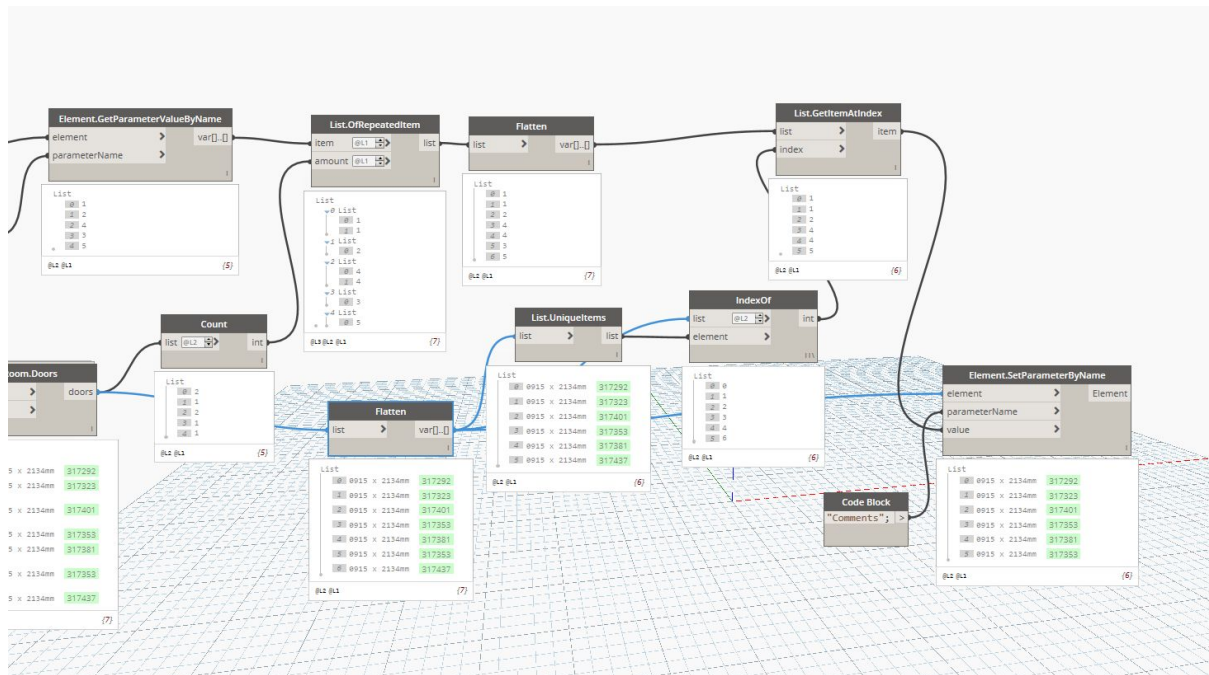 Element.GetParameterValueByName
element > var[]..[]
parameterName >
List
0 1
1 2
2 4
3 3
4 5
@L2 @L1 {5}
List.OfRepeatedItem
item @L1 > list
amount @L1 >
List
0 List
0 1
1 1
1 List
0 2
2 List
0 4
1 4
3 List
0 3
4 List
0 5
@L3 @L2 @L1 {7}
Flatten
list > var[]..[]
List
0 1
1 1
2 2
3 4
4 4
5 3
6 5
@L2 @L1 {7}
List.GetItemAtIndex
list > item
index >
List
0 1
1 1
2 2
3 4
4 4
5 5
@L2 @L1 {6}
Count
list @L2 > int
List
0 2
1 1
2 2
3 1
4 1
@L2 @L1 {5}
oom.Doors
> doors
>
5 x 2134mm 317292
5 x 2134mm 317323
5 x 2134mm 317401
5 x 2134mm 317353
5 x 2134mm 317381
5 x 2134mm 317353
5 x 2134mm 317437
{7}
Flatten
list > var[]..[]
List
0 0915 x 2134mm 317292
1 0915 x 2134mm 317323
2 0915 x 2134mm 317401
3 0915 x 2134mm 317353
4 0915 x 2134mm 317381
5 0915 x 2134mm 317353
6 0915 x 2134mm 317437
@L2 @L1 {7}
List.UniqueItems
list > list
List
0 0915 x 2134mm 317292
1 0915 x 2134mm 317323
2 0915 x 2134mm 317401
3 0915 x 2134mm 317353
4 0915 x 2134mm 317381
5 0915 x 2134mm 317437
@L2 @L1 {6}
IndexOf
list @L2 > int
element >
List
0 0
1 1
2 2
3 3
4 4
5 6
@L2 @L1 {6}
Code Block
"Comments"; >
Element.SetParameterByName
element > Element
parameterName >
value >
List
0 0915 x 2134mm 317292
1 0915 x 2134mm 317323
2 0915 x 2134mm 317401
3 0915 x 2134mm 317353
4 0915 x 2134mm 317381
5 0915 x 2134mm 317353
@L2 @L1 {6}